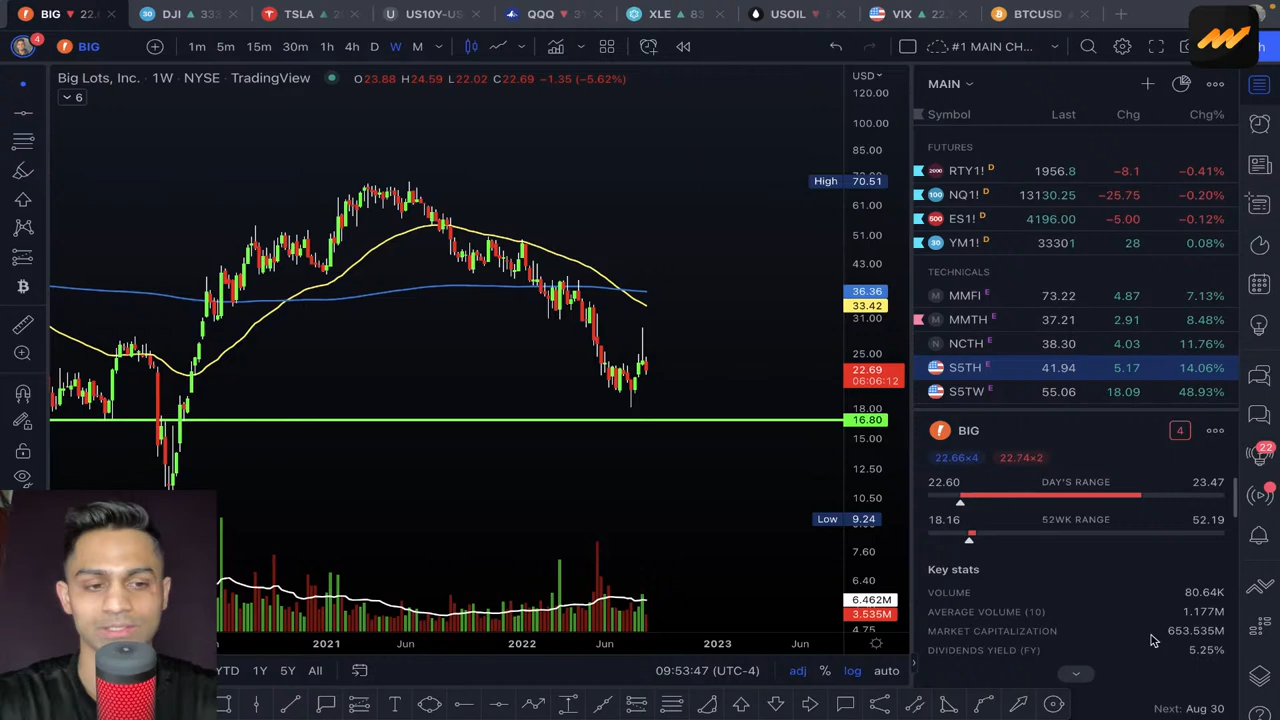 BIG ▼ 22.6
DJI ▲ 333
TSLA ▲ 2
US10Y-US
QQQ ▼ 31
XLE ▲ 83
USOIL
VIX ▲ 22.
BTCUSD
4
BIG
1m 5m 15m 30m 1h 4h D W M
#1 MAIN CH...
Big Lots, Inc. · 1W · NYSE · TradingView
O23.88 H24.59 L22.02 C22.69 −1.35 (−5.62%)
6
USD
120.00
100.00
85.00
High 70.51
61.00
51.00
43.00
36.36
33.42
31.00
25.00
22.69
06:06:12
18.00
16.80
15.00
12.50
10.50
Low 9.24
7.60
6.40
6.462M
3.535M
4.75
2021 Jun 2022 Jun 2023 Jun
YTD 1Y 5Y All
09:53:47 (UTC-4) adj % log auto
MAIN
Symbol Last Chg Chg%
FUTURES
RTY1! D 1956.8 −8.1 −0.41%
NQ1! D 13130.25 −25.75 −0.20%
ES1! D 4196.00 −5.00 −0.12%
YM1! D 33301 28 0.08%
TECHNICALS
MMFI E 73.22 4.87 7.13%
MMTH E 37.21 2.91 8.48%
NCTH E 38.30 4.03 11.76%
S5TH E 41.94 5.17 14.06%
S5TW E 55.06 18.09 48.93%
BIG 4
22.66×4 22.74×2
22.60 DAY'S RANGE 23.47
18.16 52WK RANGE 52.19
Key stats
VOLUME 80.64K
AVERAGE VOLUME (10) 1.177M
MARKET CAPITALIZATION 653.535M
DIVIDENDS YIELD (FY) 5.25%
Next: Aug 30
22